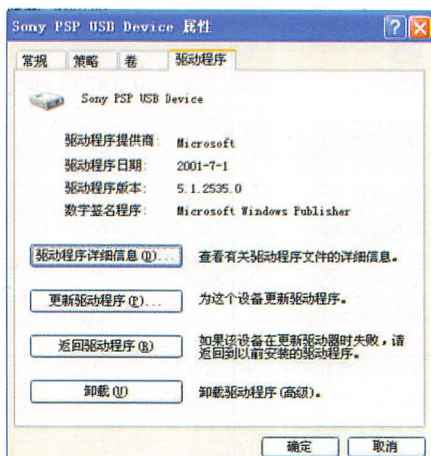 Sony PSP USB Device 属性
常规 策略 卷 驱动程序
Sony PSP USB Device
驱动程序提供商: Microsoft
驱动程序日期: 2001-7-1
驱动程序版本: 5.1.2535.0
数字签名程序: Microsoft Windows Publisher
驱动程序详细信息(D)... 查看有关驱动程序文件的详细信息。
更新驱动程序(P)... 为这个设备更新驱动程序。
返回驱动程序(R) 如果该设备在更新驱动器时失败，请
返回到以前安装的驱动程序。
卸载(U) 卸载驱动程序(高级)。
确定 取消